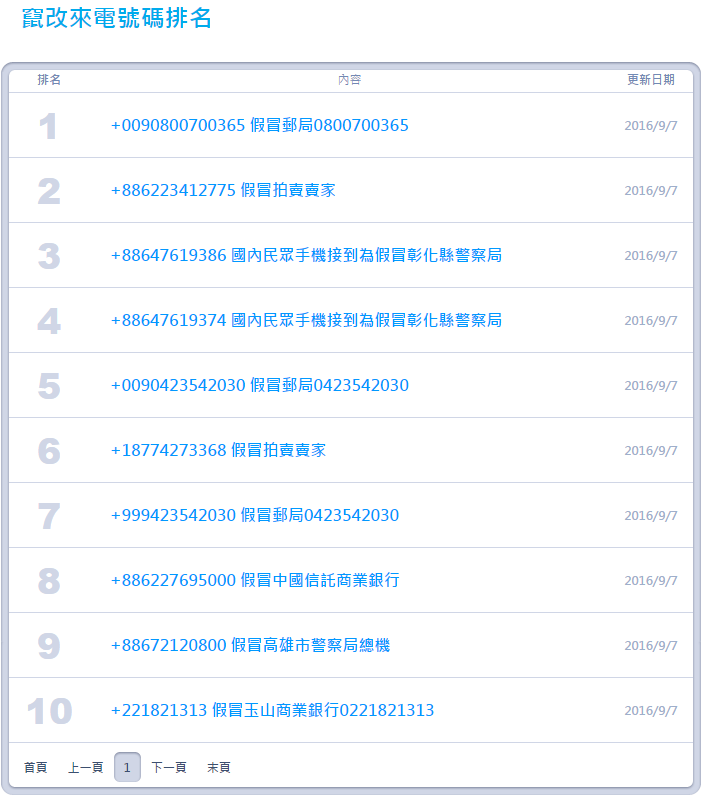 竄改來電號碼排名
排名 內容 更新日期
1 +0090800700365 假冒郵局0800700365 2016/9/7
2 +886223412775 假冒拍賣賣家 2016/9/7
3 +88647619386 國內民眾手機接到為假冒彰化縣警察局 2016/9/7
4 +88647619374 國內民眾手機接到為假冒彰化縣警察局 2016/9/7
5 +0090423542030 假冒郵局0423542030 2016/9/7
6 +18774273368 假冒拍賣賣家 2016/9/7
7 +999423542030 假冒郵局0423542030 2016/9/7
8 +886227695000 假冒中國信託商業銀行 2016/9/7
9 +88672120800 假冒高雄市警察局總機 2016/9/7
10 +221821313 假冒玉山商業銀行0221821313 2016/9/7
首頁 上一頁 1 下一頁 末頁